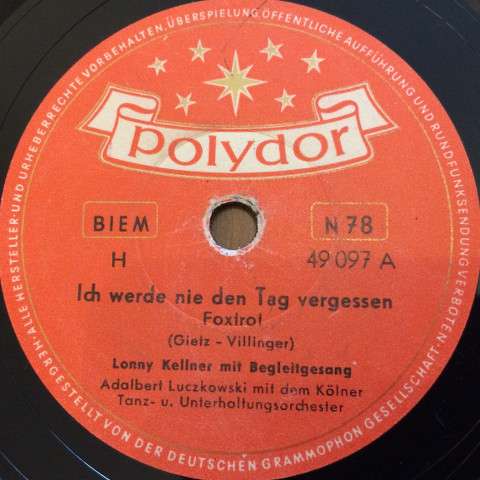 ALLE HERSTELLER- UND URHEBERRECHTE VORBEHALTEN, ÜBERSPIELUNG ÖFFENTLICHE AUFFÜHRUNG UND RUNDFUNKSENDUNG VERBOTEN.
polydor
BIEM
N 78
H
49 097 A
Ich werde nie den Tag vergessen
Foxtrot
(Gietz - Villinger)
Lonny Kellner mit Begleitgesang
Adalbert Luczkowski mit dem Kölner
Tanz- u. Unterhaltungsorchester
HERGESTELLT VON DER DEUTSCHEN GRAMMOPHON GESELLSCHAFT